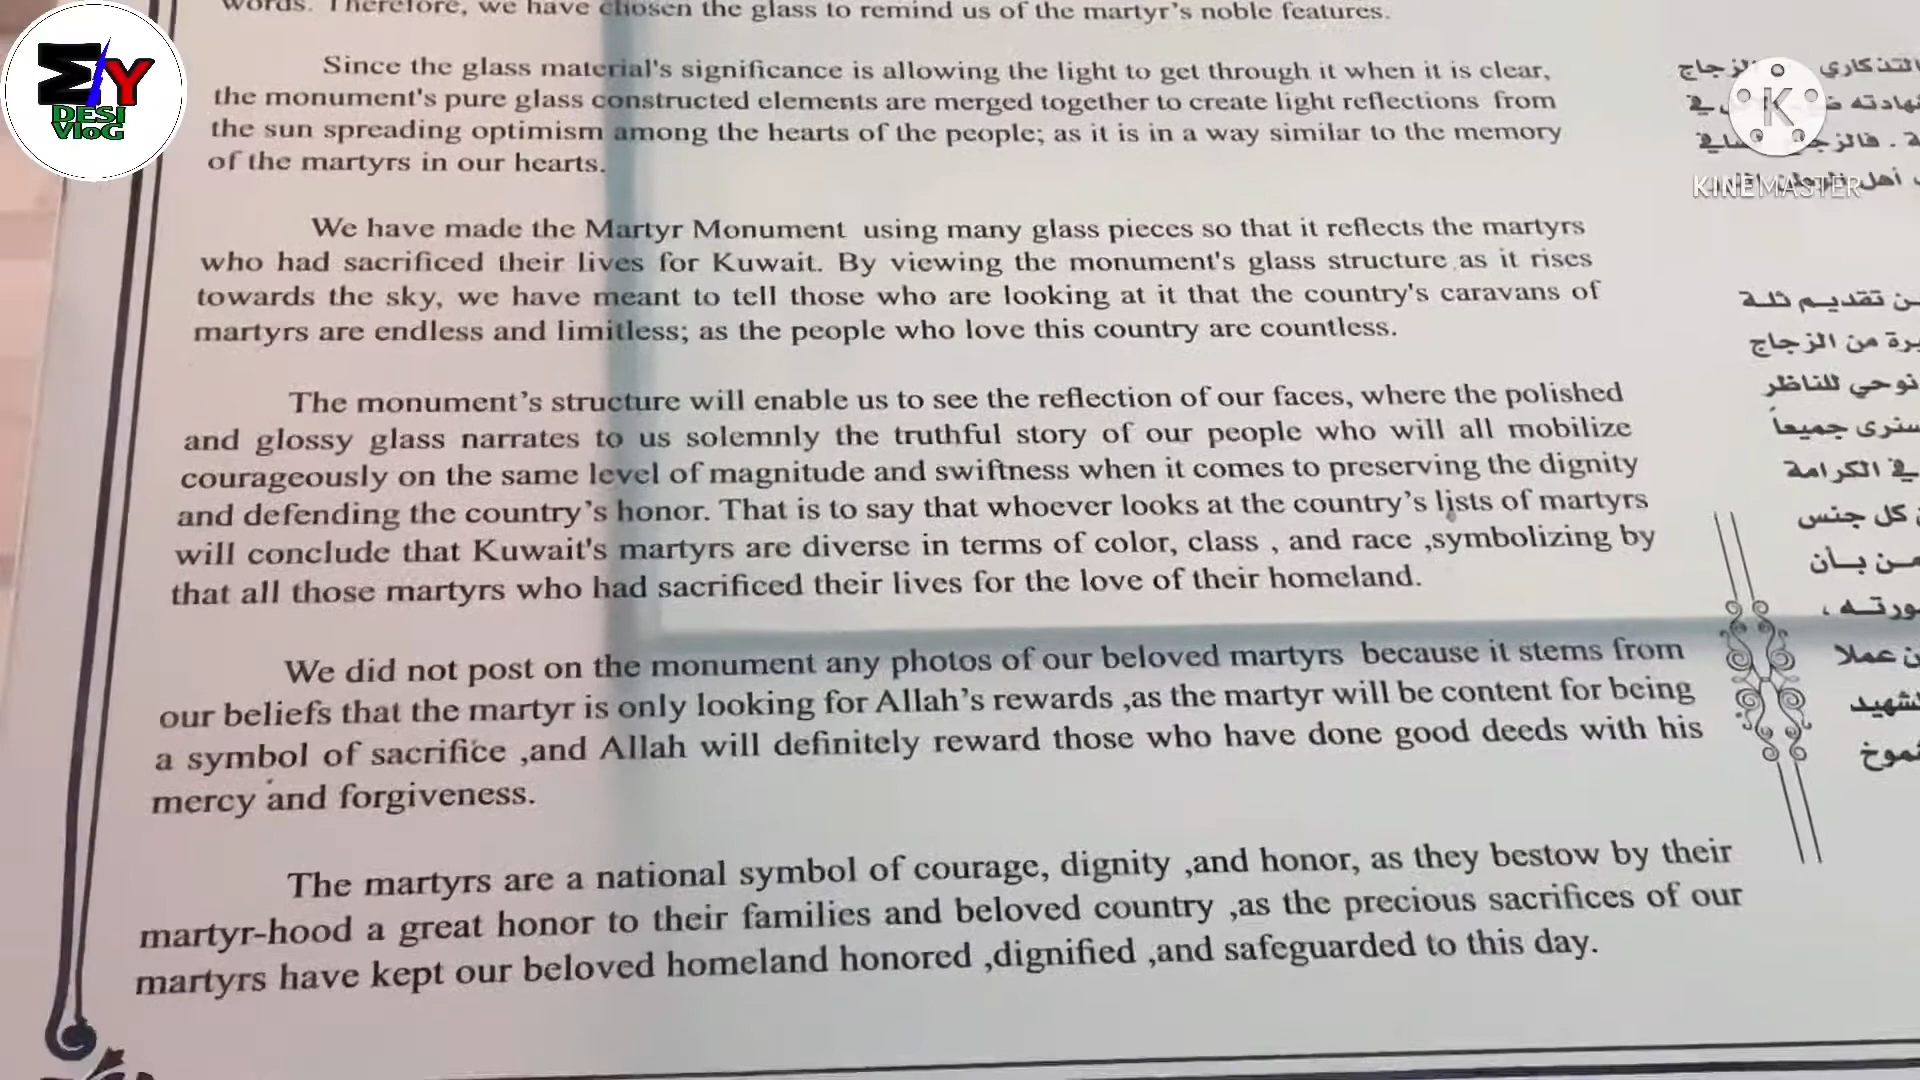 words. Therefore, we have chosen the glass to remind us of the martyr's noble features.
Since the glass material's significance is allowing the light to get through it when it is clear,
the monument's pure glass constructed elements are merged together to create light reflections from
the sun spreading optimism among the hearts of the people; as it is in a way similar to the memory
of the martyrs in our hearts.
We have made the Martyr Monument using many glass pieces so that it reflects the martyrs
who had sacrificed their lives for Kuwait. By viewing the monument's glass structure as it rises
towards the sky, we have meant to tell those who are looking at it that the country's caravans of
martyrs are endless and limitless; as the people who love this country are countless.
The monument's structure will enable us to see the reflection of our faces, where the polished
and glossy glass narrates to us solemnly the truthful story of our people who will all mobilize
courageously on the same level of magnitude and swiftness when it comes to preserving the dignity
and defending the country's honor. That is to say that whoever looks at the country's lists of martyrs
will conclude that Kuwait's martyrs are diverse in terms of color, class , and race ,symbolizing by
that all those martyrs who had sacrificed their lives for the love of their homeland.
We did not post on the monument any photos of our beloved martyrs because it stems from
our beliefs that the martyr is only looking for Allah's rewards ,as the martyr will be content for being
a symbol of sacrifice ,and Allah will definitely reward those who have done good deeds with his
mercy and forgiveness.
The martyrs are a national symbol of courage, dignity ,and honor, as they bestow by their
martyr-hood a great honor to their families and beloved country ,as the precious sacrifices of our
martyrs have kept our beloved homeland honored ,dignified ,and safeguarded to this day.
التذكاري
أهل
تقديم ثلة
من الزجاج
نوحي للناظر
سنرى جميعاً
في الكرامة
كل جنس
بأن
عملا
SY
DESI
VloG
K
KINEMASTER